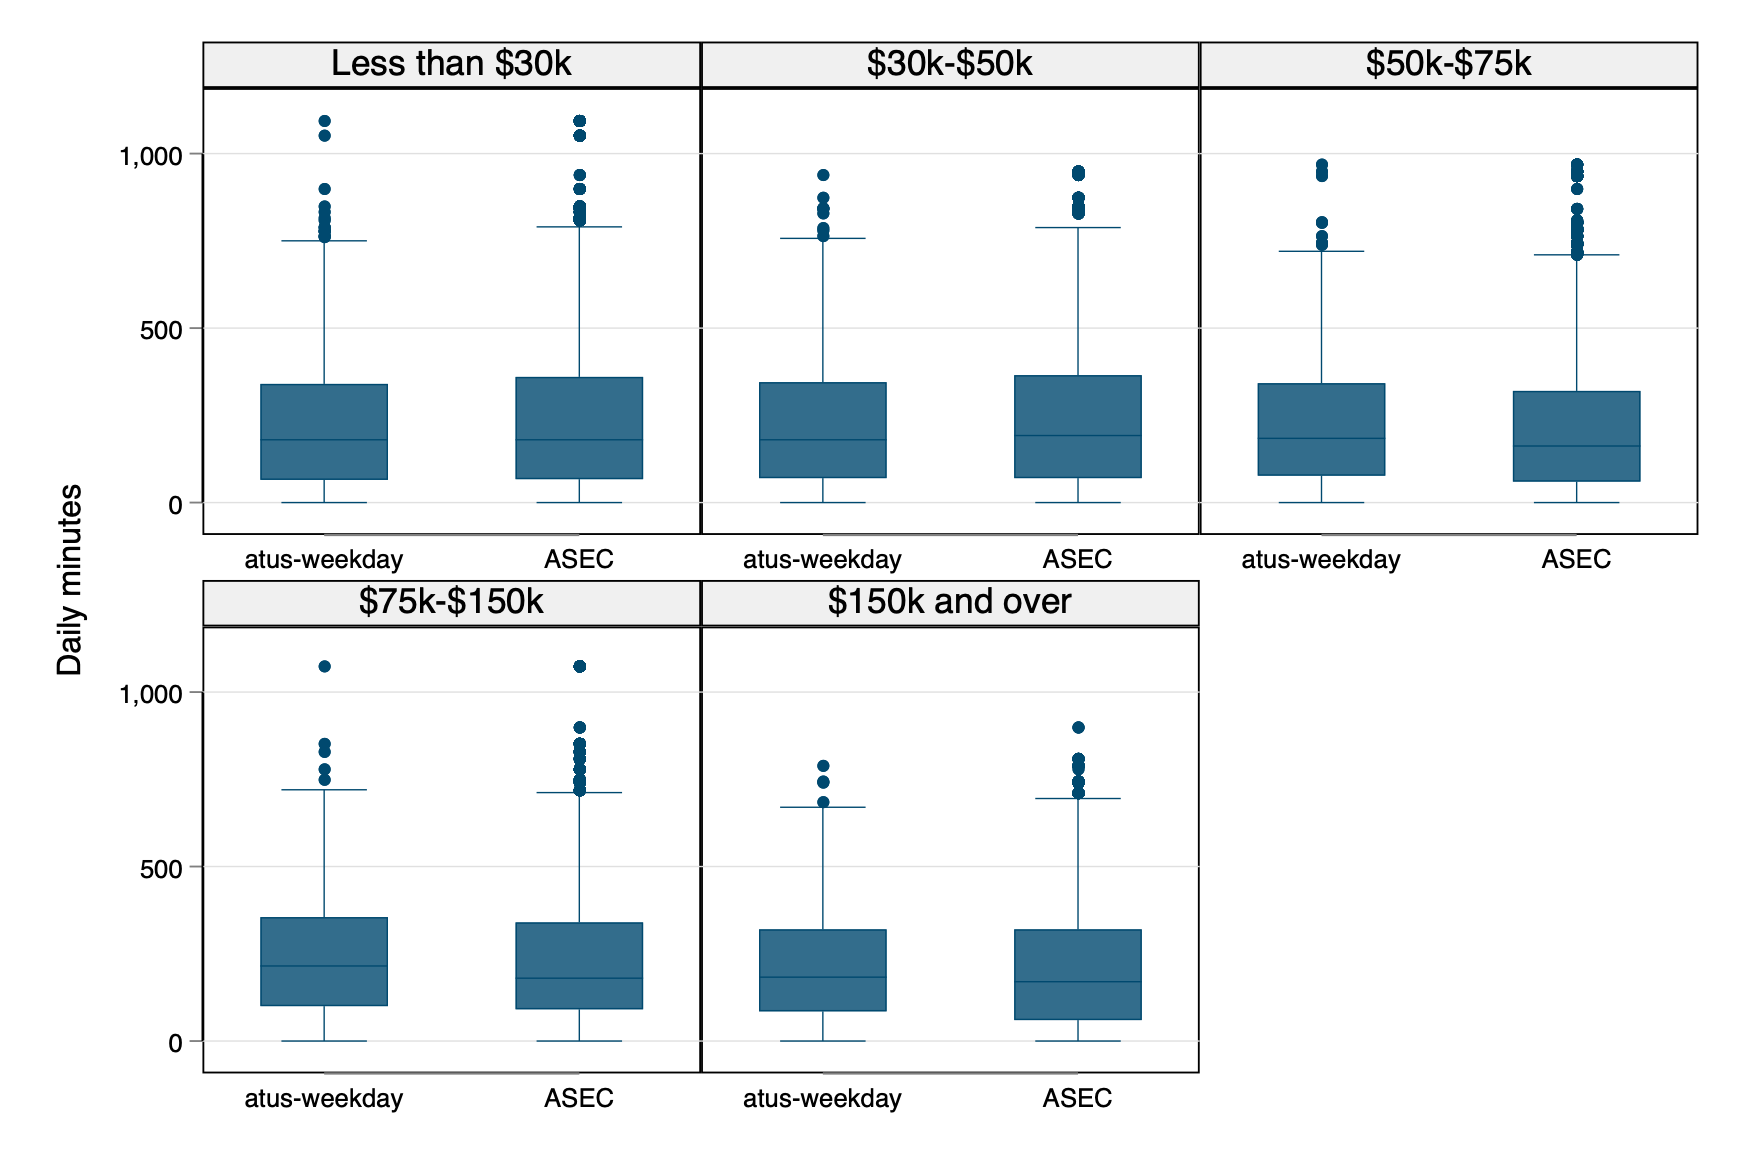 Less than $30k
$30k-$50k
$50k-$75k
1,000
500
0
atus-weekday
ASEC
atus-weekday
ASEC
atus-weekday
ASEC
Daily minutes
$75k-$150k
$150k and over
1,000
500
0
atus-weekday
ASEC
atus-weekday
ASEC